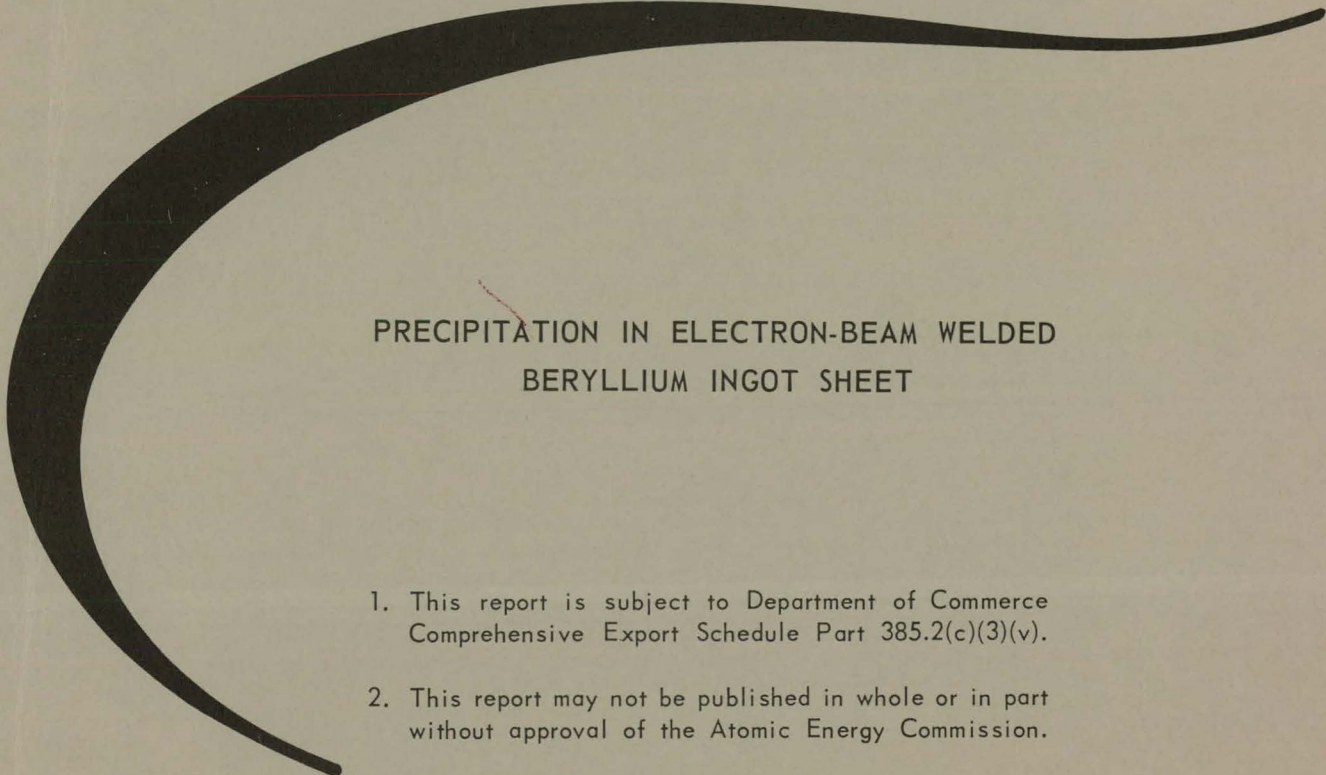 PRECIPITATION IN ELECTRON-BEAM WELDED
BERYLLIUM INGOT SHEET
1. This report is subject to Department of Commerce
Comprehensive Export Schedule Part 385.2(c)(3)(v).
2. This report may not be published in whole or in part
without approval of the Atomic Energy Commission.